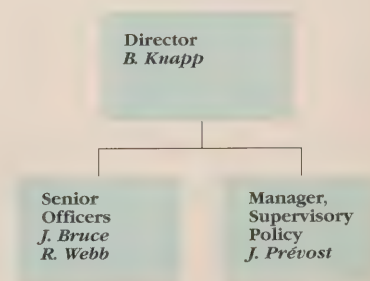 Director
B. Knapp
Senior
Officers
J. Bruce
R. Webb
Manager,
Supervisory
Policy
J. Prévost